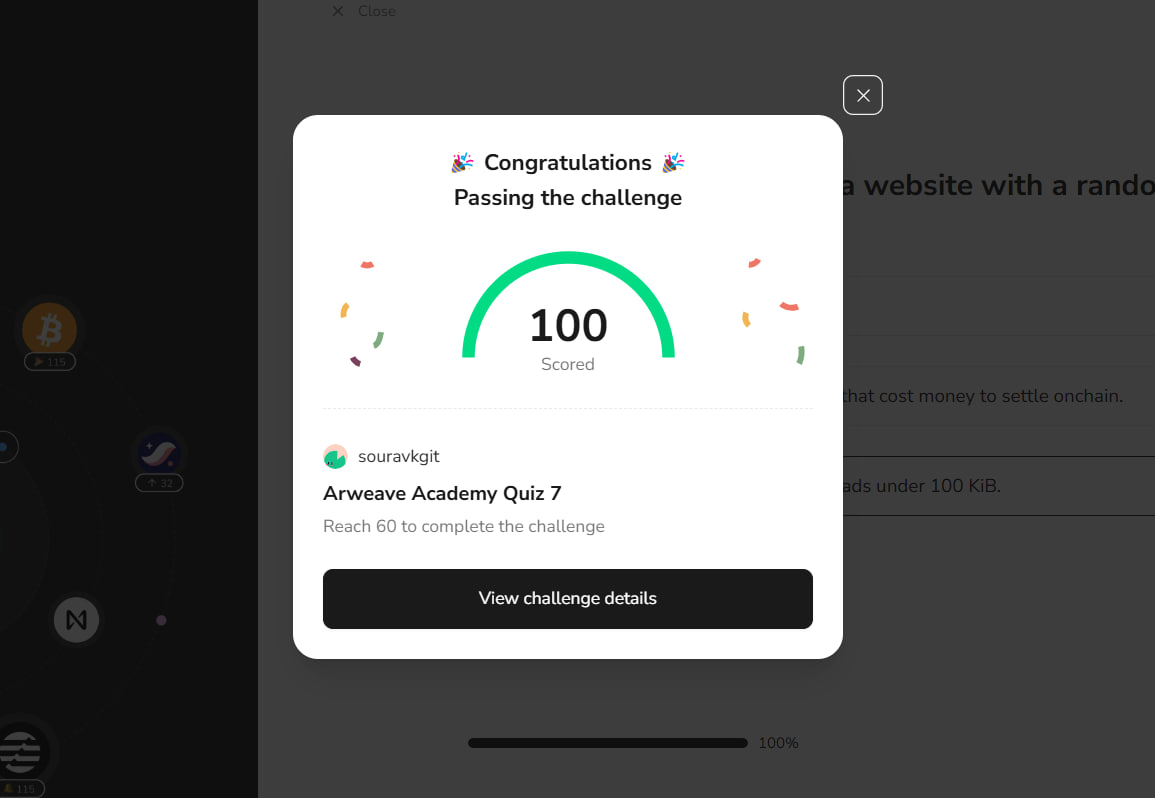 Close
Congratulations
Passing the challenge
a website with a rando
100
Scored
115
that cost money to settle onchain.
souravkgit
32
ads under 100 KiB.
Arweave Academy Quiz 7
Reach 60 to complete the challenge
View challenge details
100%
115